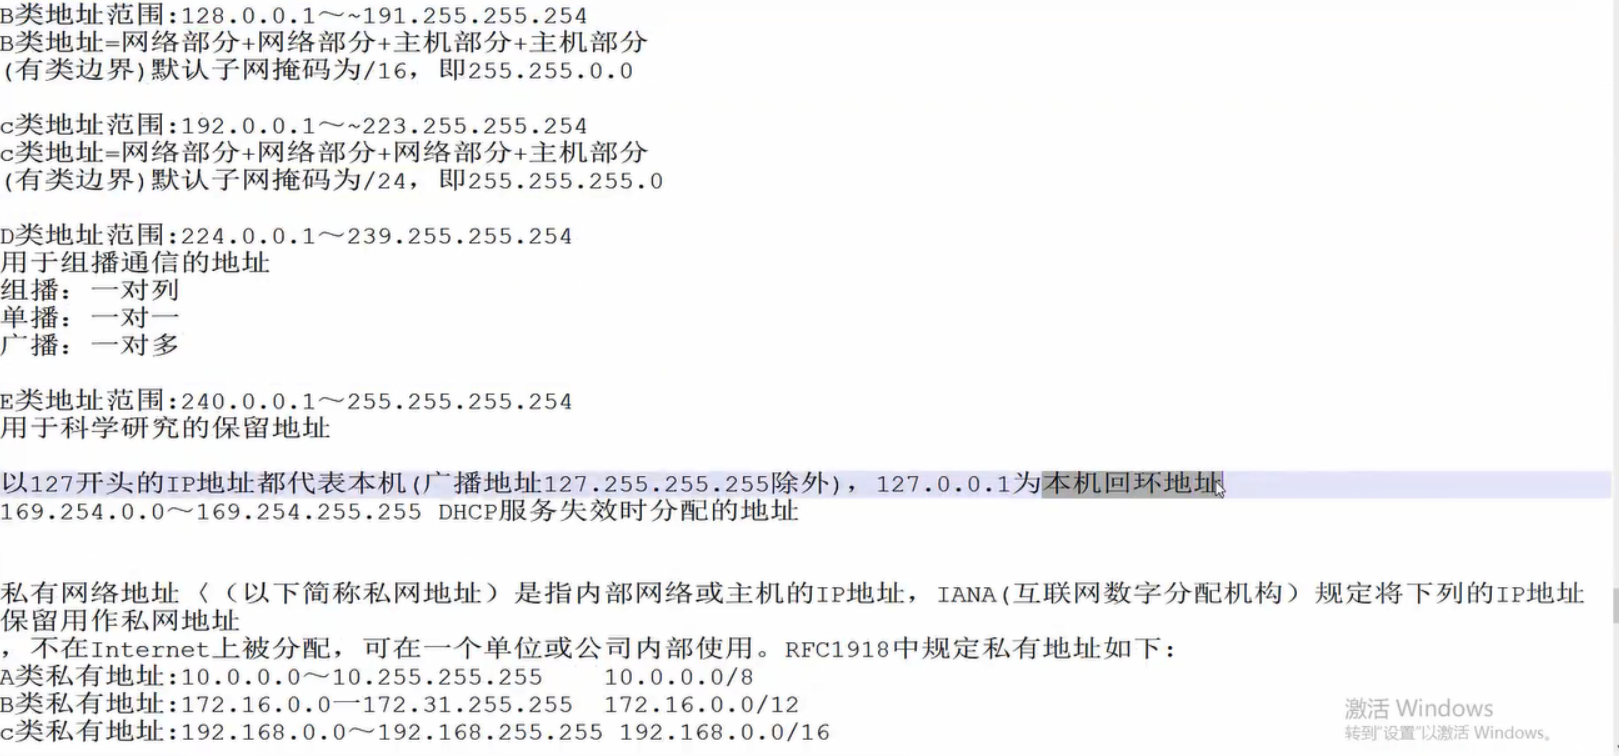 B类地址范围:128.0.0.1～~191.255.255.254
B类地址=网络部分+网络部分+主机部分+主机部分
(有类边界)默认子网掩码为/16，即255.255.0.0
c类地址范围:192.0.0.1～~223.255.255.254
c类地址=网络部分+网络部分+网络部分+主机部分
(有类边界)默认子网掩码为/24，即255.255.255.0
D类地址范围:224.0.0.1～239.255.255.254
用于组播通信的地址
组播：一对列
单播：一对一
广播：一对多
E类地址范围:240.0.0.1～255.255.255.254
用于科学研究的保留地址
以127开头的IP地址都代表本机(广播地址127.255.255.255除外)，127.0.0.1为本机回环地址
169.254.0.0～169.254.255.255 DHCP服务失效时分配的地址
私有网络地址〈（以下简称私网地址）是指内部网络或主机的IP地址，IANA(互联网数字分配机构）规定将下列的IP地址
保留用作私网地址
，不在Internet上被分配，可在一个单位或公司内部使用。RFC1918中规定私有地址如下：
A类私有地址:10.0.0.0～10.255.255.255    10.0.0.0/8
B类私有地址:172.16.0.0一172.31.255.255  172.16.0.0/12
c类私有地址:192.168.0.0～192.168.255.255 192.168.0.0/16
激活 Windows
转到"设置"以激活 Windows。